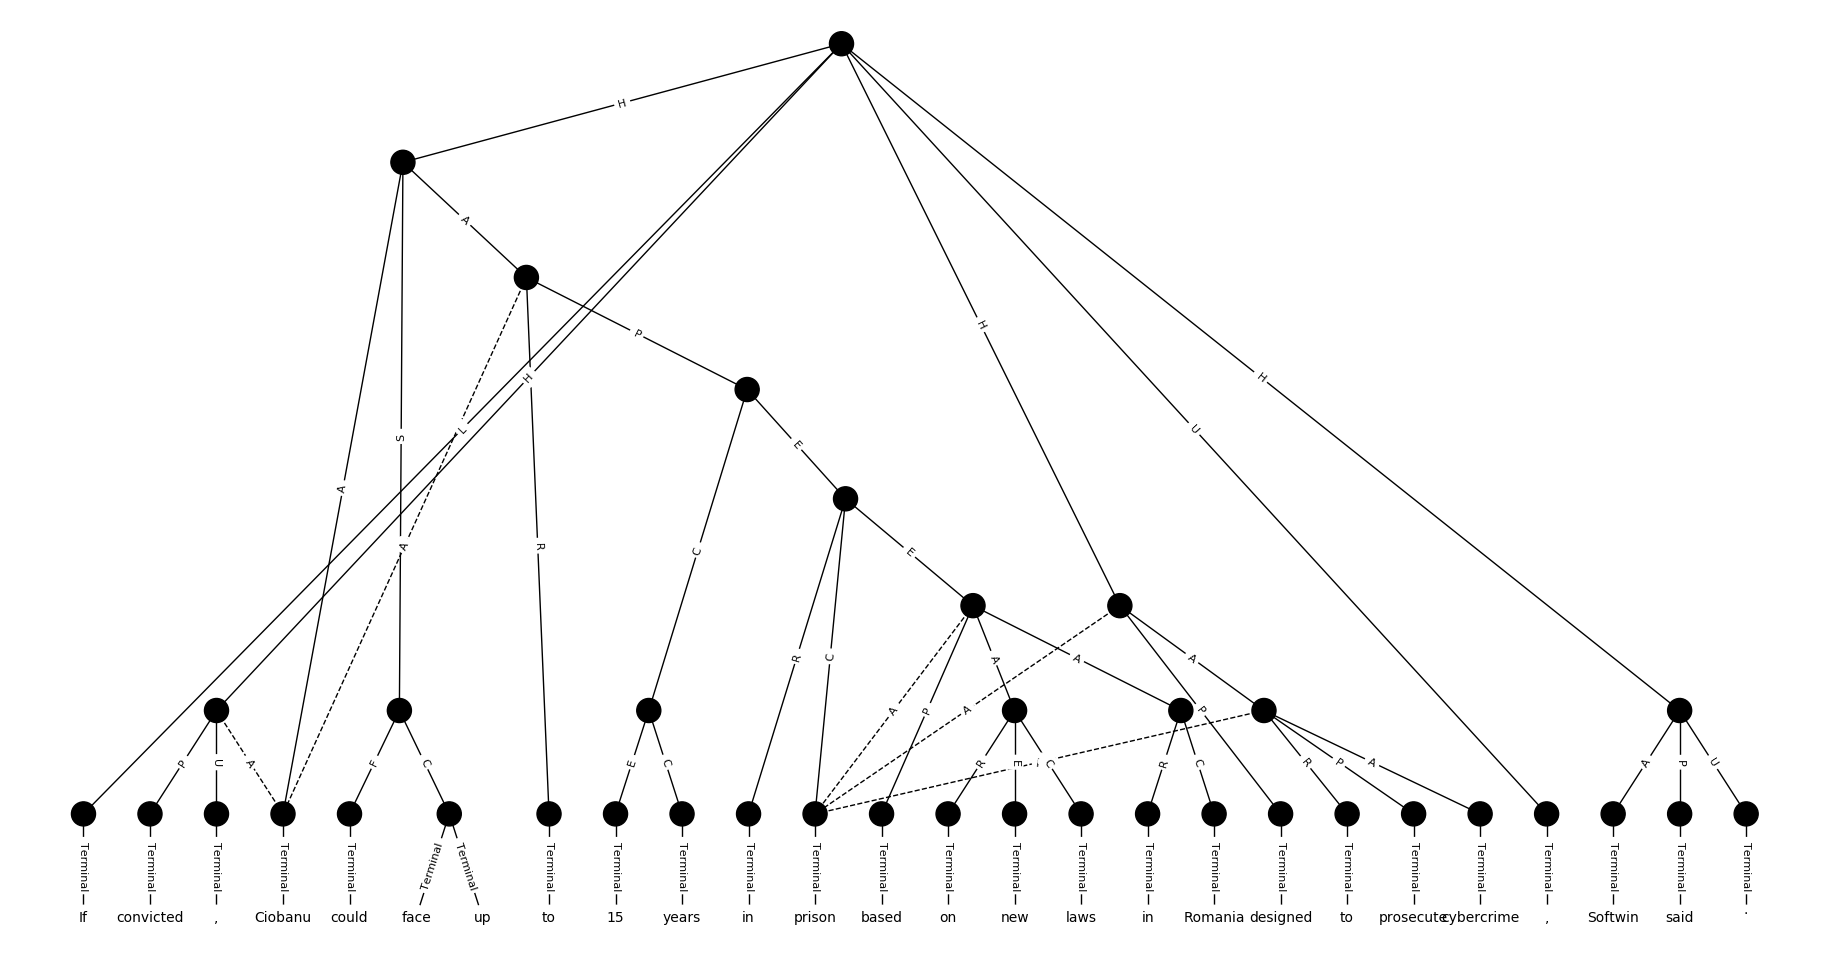 H
A
H
P
H
H
L
U
S
E
A
A
R
C
E
R
C
A
A
A
P
A
A
P
P
U
A
F
C
E
C
R
E
C
R
C
R
P
A
A
P
U
Terminal Terminal Terminal Terminal Terminal Terminal Terminal Terminal Terminal Terminal Terminal Terminal Terminal Terminal Terminal Terminal Terminal Terminal Terminal Terminal Terminal Terminal Terminal Terminal Terminal Terminal
If convicted , Ciobanu could face up to 15 years in prison based on new laws in Romania designed to prosecute cybercrime , Softwin said .